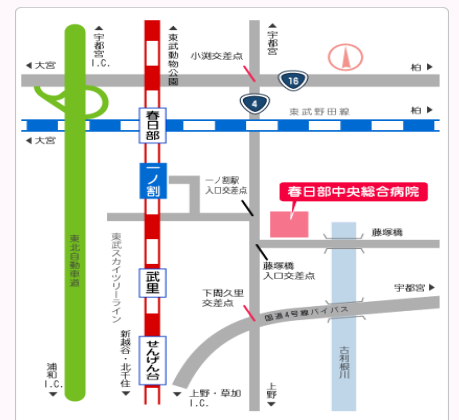 宇都宮
I.C.
東武動物公園
宇都宮
小渕交差点
大宮
柏
16
4
東武野田線
柏
大宮
春日部
一ノ割
一ノ割駅
入口交差点
春日部中央総合病院
藤塚橋
東北自動車道
東武スカイツリーライン
武里
藤塚橋
入口交差点
下間久里
交差点
宇都宮
国道4号線バイパス
古利根川
せんげん台
新越谷・北千住
浦和
I.C.
上野・草加
I.C.
上野